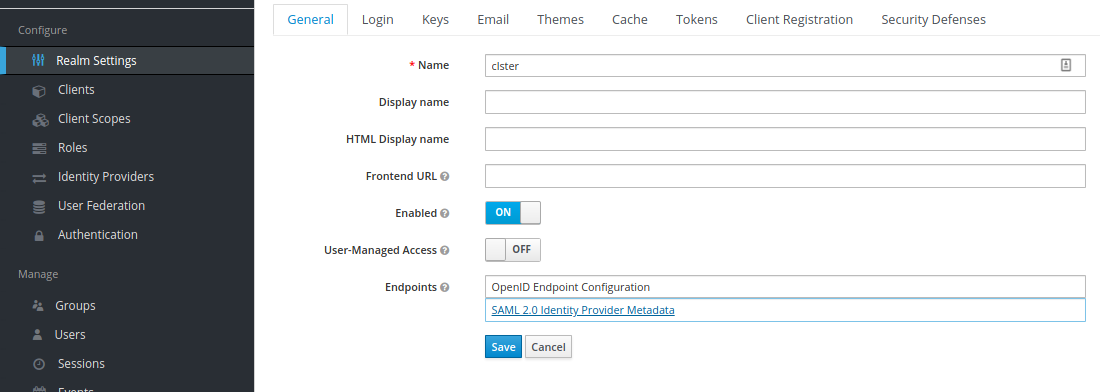 Configure
Realm Settings
Clients
Client Scopes
Roles
Identity Providers
User Federation
Authentication
Manage
Groups
Users
Sessions
Events
General Login Keys Email Themes Cache Tokens Client Registration Security Defenses
* Name clster
Display name
HTML Display name
Frontend URL
Enabled ON
User-Managed Access OFF
Endpoints OpenID Endpoint Configuration
SAML 2.0 Identity Provider Metadata
Save Cancel